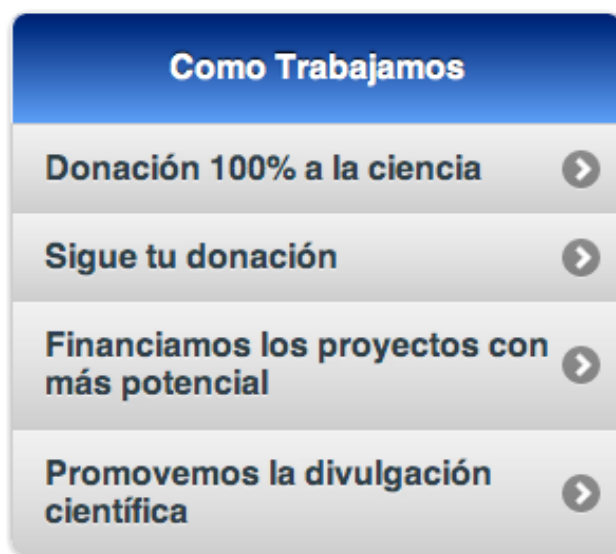 Como Trabajamos
Donación 100% a la ciencia
Sigue tu donación
Financiamos los proyectos con
más potencial
Promovemos la divulgación
científica